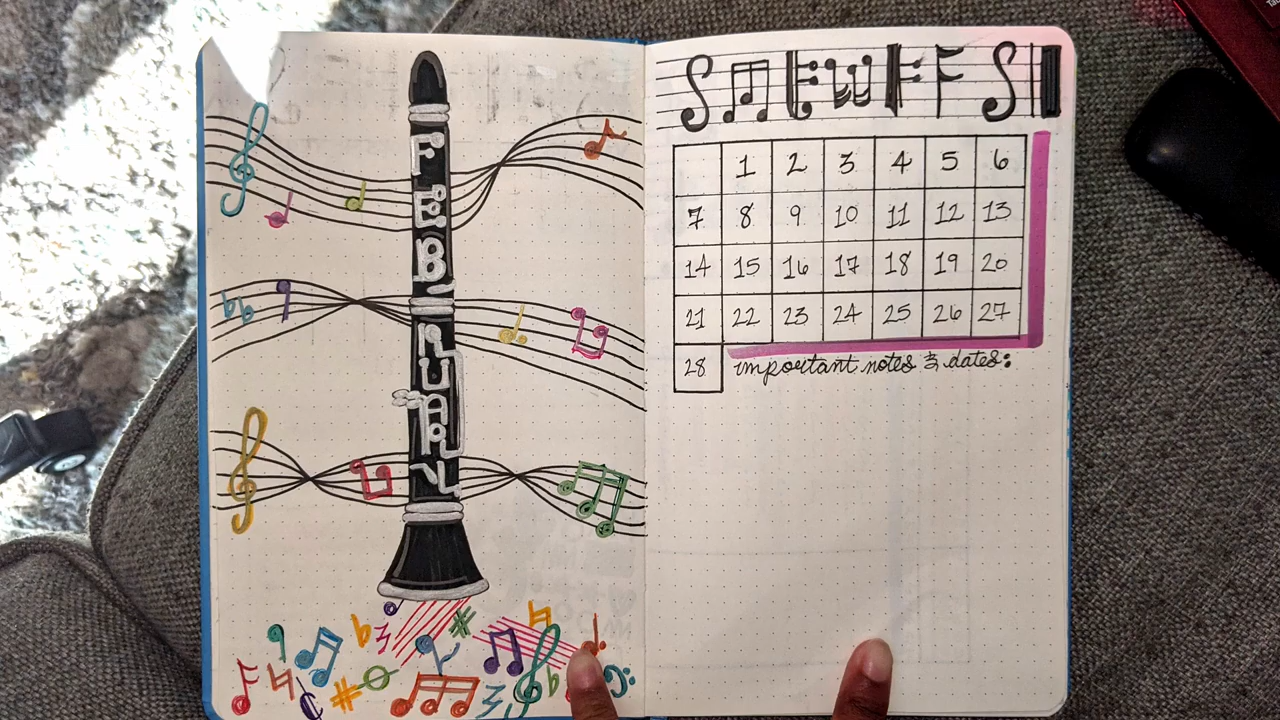 FEBRUARY
S M T W T F S
1 2 3 4 5 6
7 8 9 10 11 12 13
14 15 16 17 18 19 20
21 22 23 24 25 26 27
28 important notes & dates: